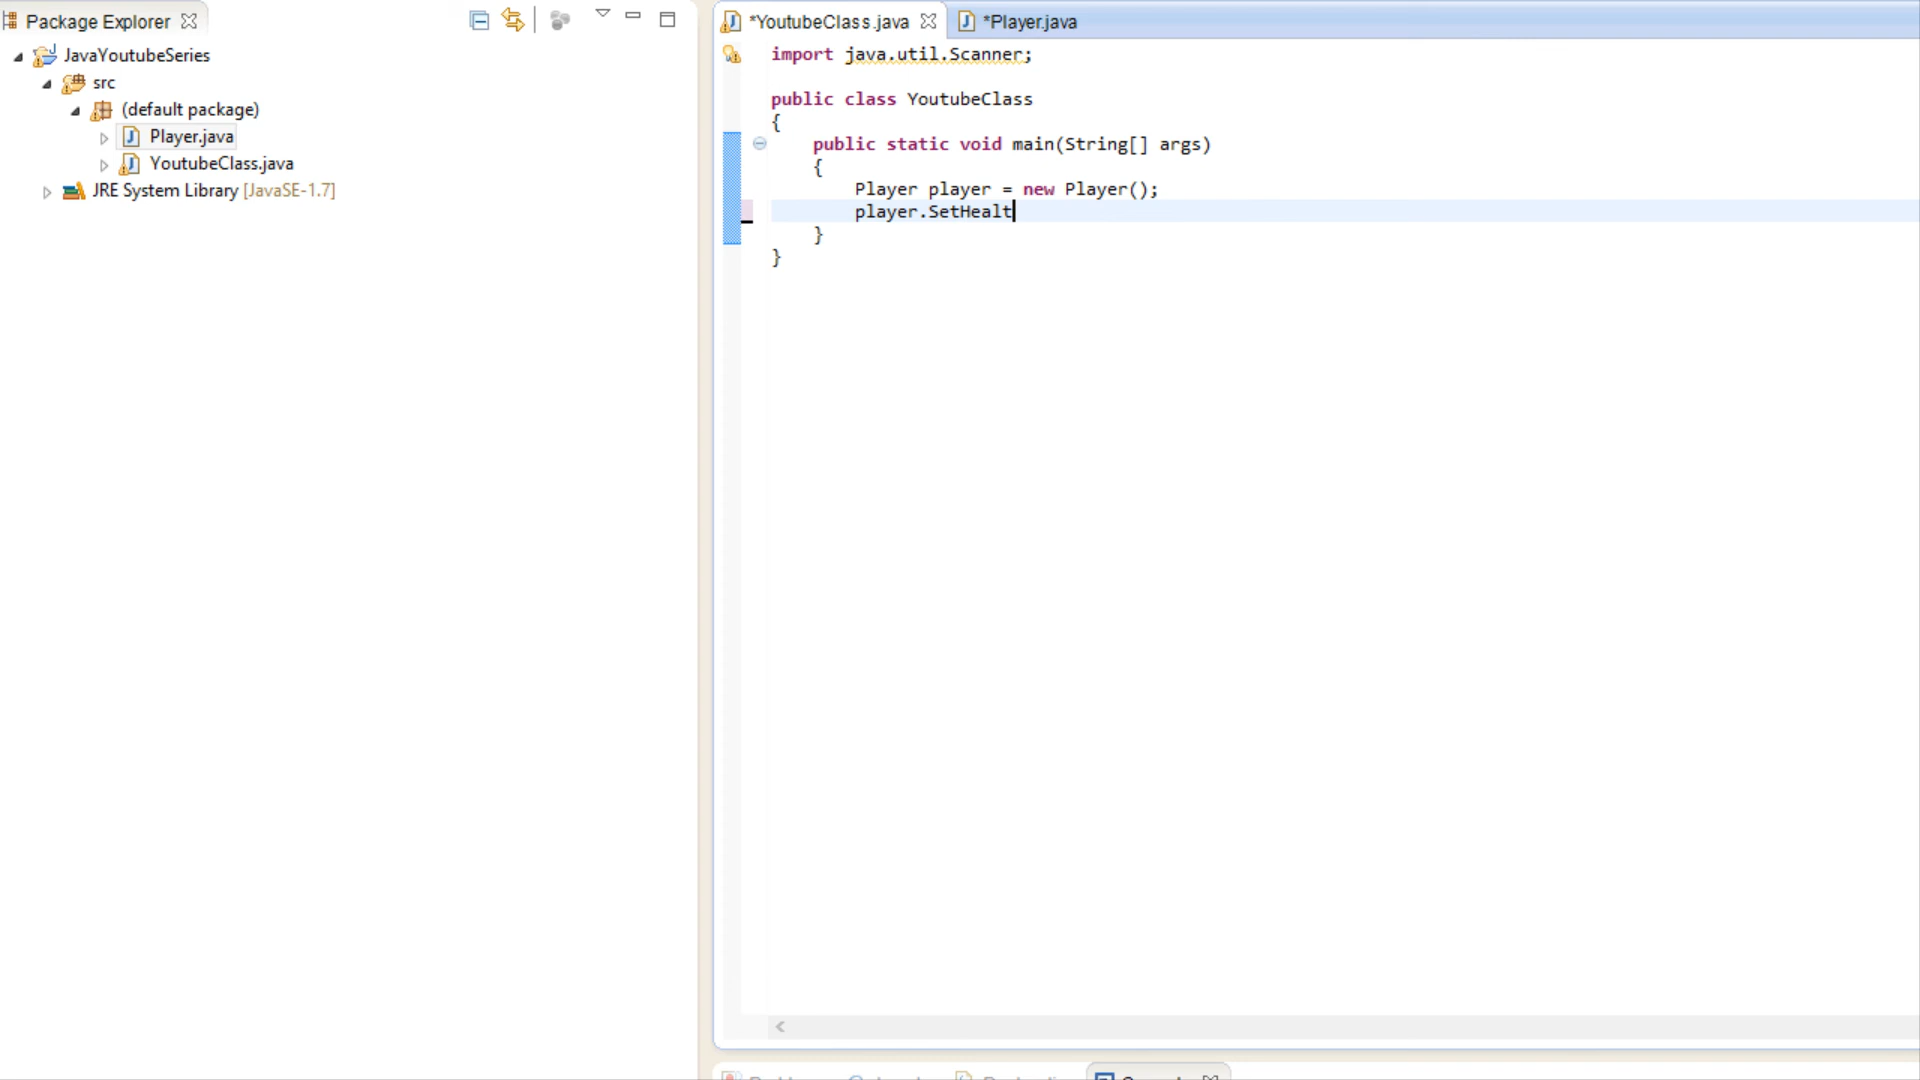 Package Explorer
JavaYoutubeSeries
src
(default package)
Player.java
YoutubeClass.java
JRE System Library [JavaSE-1.7]
*YoutubeClass.java
*Player.java
import java.util.Scanner;
public class YoutubeClass
{
public static void main(String[] args)
{
Player player = new Player();
player.SetHealt
}
}